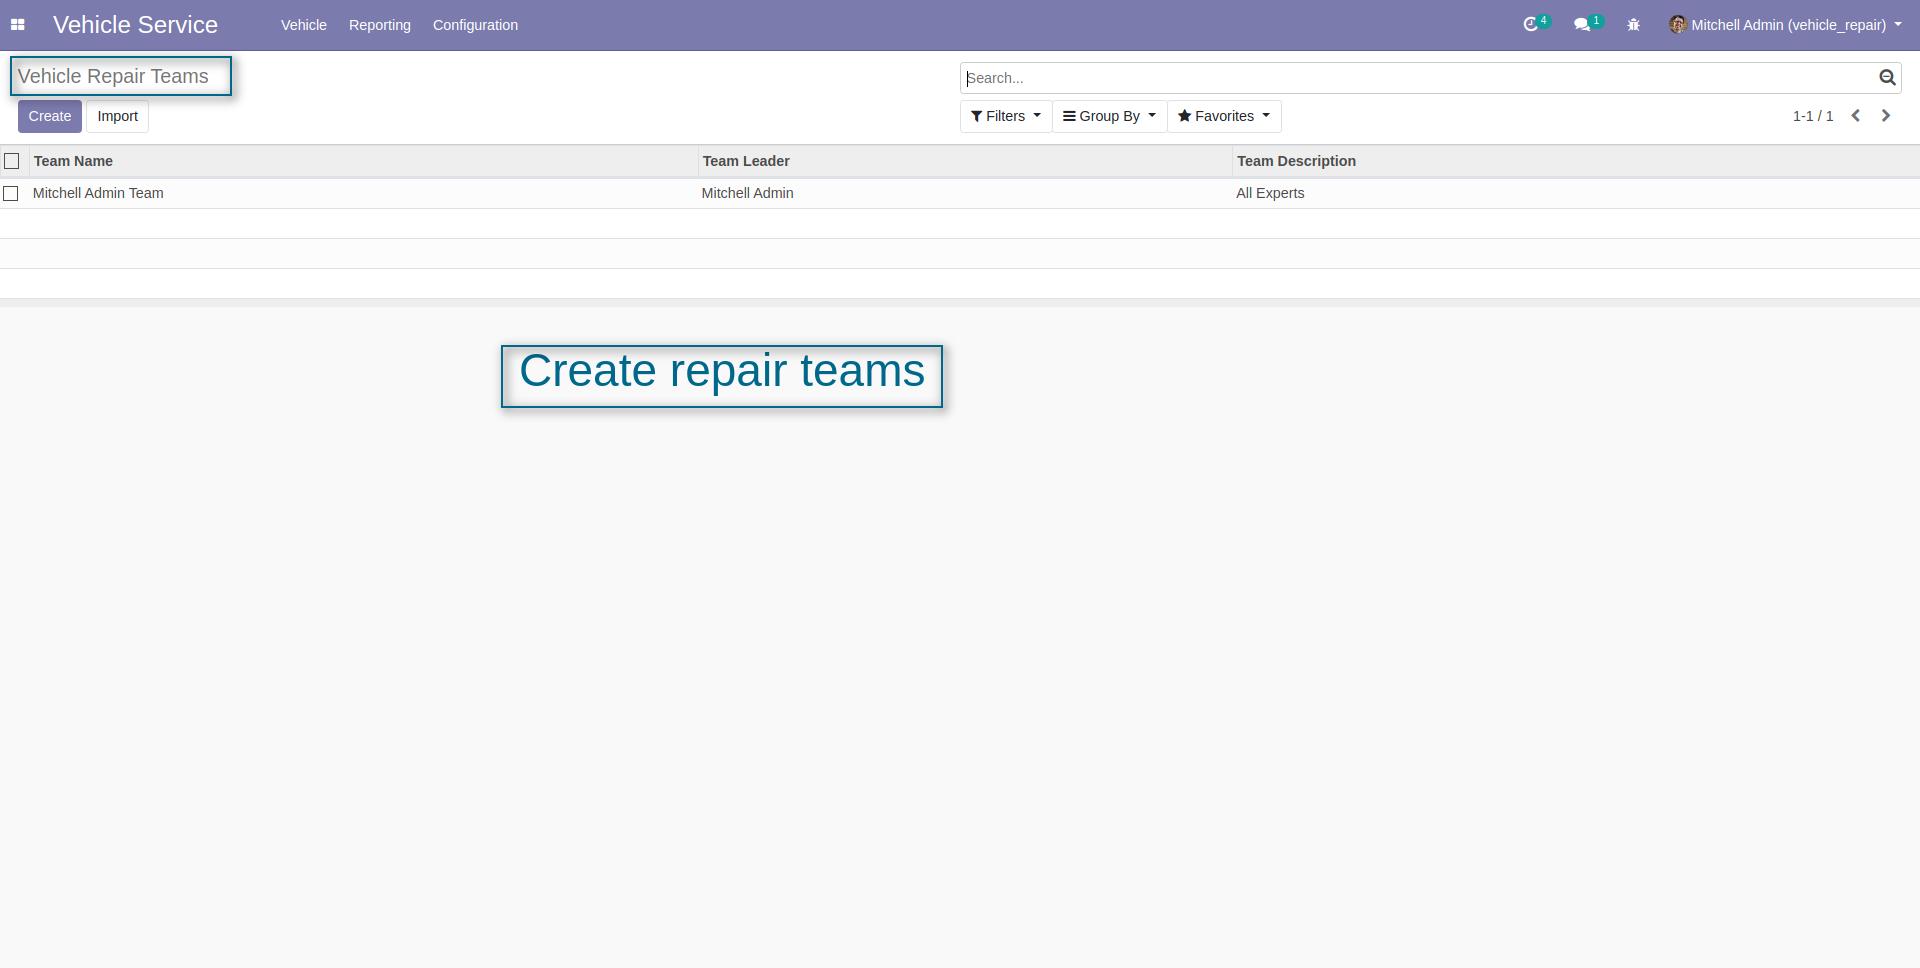 Vehicle Service Vehicle Reporting Configuration 4 1 Mitchell Admin (vehicle_repair)
Vehicle Repair Teams
Search...
Create Import Filters Group By Favorites 1-1 / 1
Team Name Team Leader Team Description
Mitchell Admin Team Mitchell Admin All Experts
Create repair teams